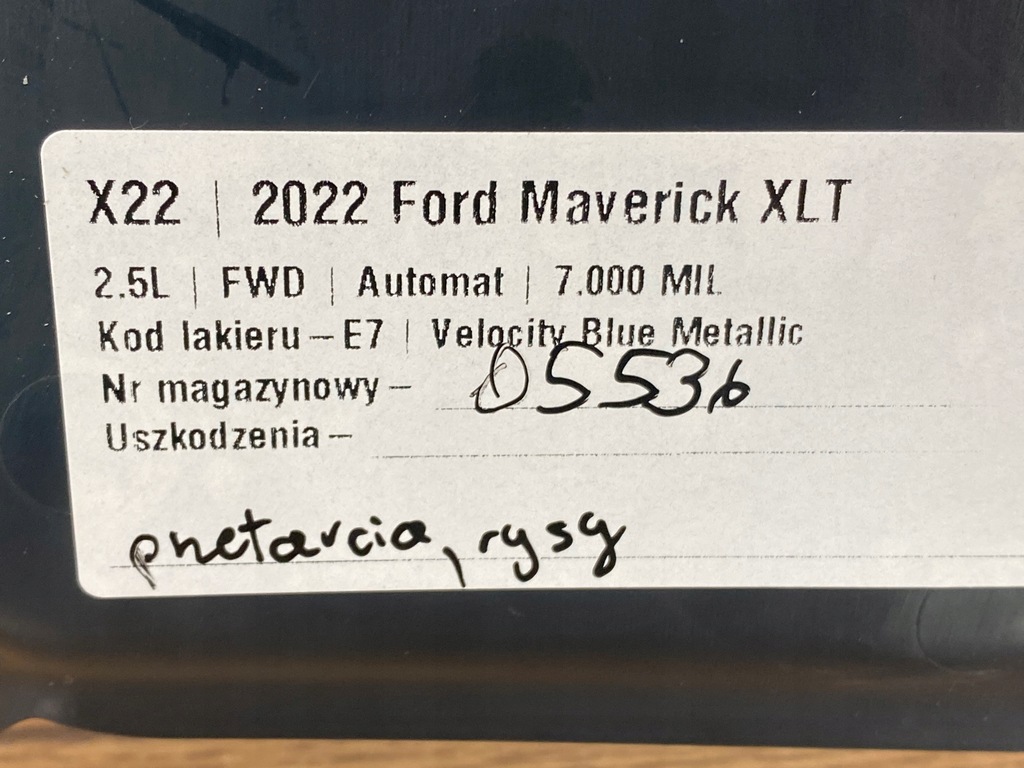 X22 | 2022 Ford Maverick XLT
2.5L | FWD | Automat | 7.000 MIL
Kod lakieru – E7 | Velocity Blue Metallic
Nr magazynowy – 05536
Uszkodzenia –
przetarcia, rysy